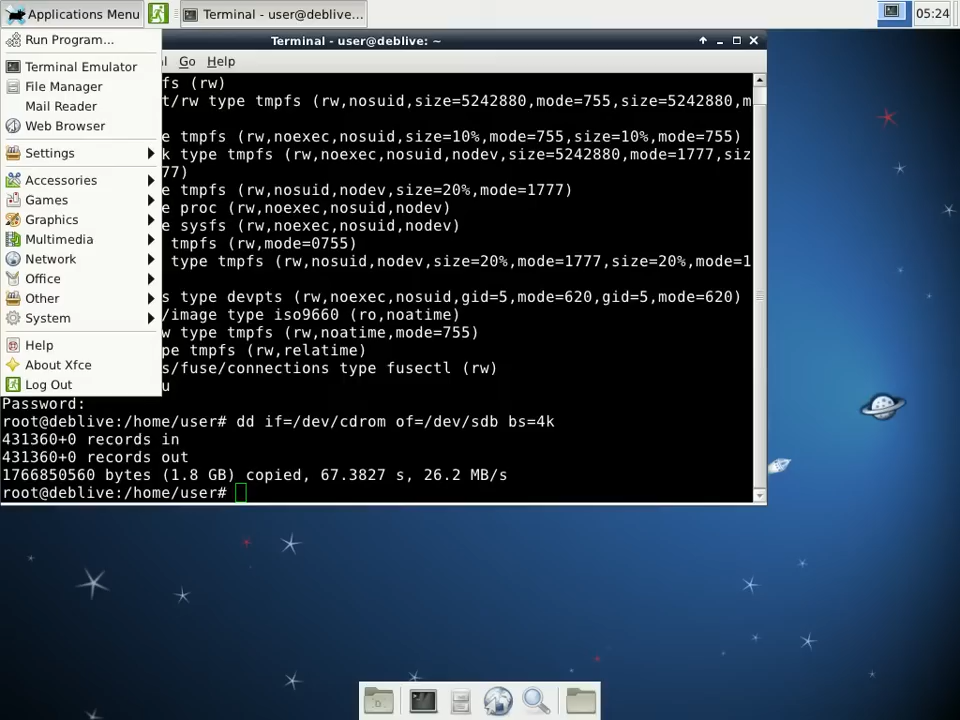 Applications Menu
Terminal - user@deblive...
05:24
Run Program...
Terminal Emulator
File Manager
Mail Reader
Web Browser
Settings
Accessories
Games
Graphics
Multimedia
Network
Office
Other
System
Help
About Xfce
Log Out
Terminal - user@deblive: ~
Go Help
fs (rw)
t/rw type tmpfs (rw,nosuid,size=5242880,mode=755,size=5242880,m
e tmpfs (rw,noexec,nosuid,size=10%,mode=755,size=10%,mode=755)
k type tmpfs (rw,noexec,nosuid,nodev,size=5242880,mode=1777,siz
77)
e tmpfs (rw,nosuid,nodev,size=20%,mode=1777)
e proc (rw,noexec,nosuid,nodev)
e sysfs (rw,noexec,nosuid,nodev)
tmpfs (rw,mode=0755)
type tmpfs (rw,nosuid,nodev,size=20%,mode=1777,size=20%,mode=1
s type devpts (rw,noexec,nosuid,gid=5,mode=620,gid=5,mode=620)
/image type iso9660 (ro,noatime)
w type tmpfs (rw,noatime,mode=755)
pe tmpfs (rw,relatime)
s/fuse/connections type fusectl (rw)
u
Password:
root@deblive:/home/user# dd if=/dev/cdrom of=/dev/sdb bs=4k
431360+0 records in
431360+0 records out
1766850560 bytes (1.8 GB) copied, 67.3827 s, 26.2 MB/s
root@deblive:/home/user#